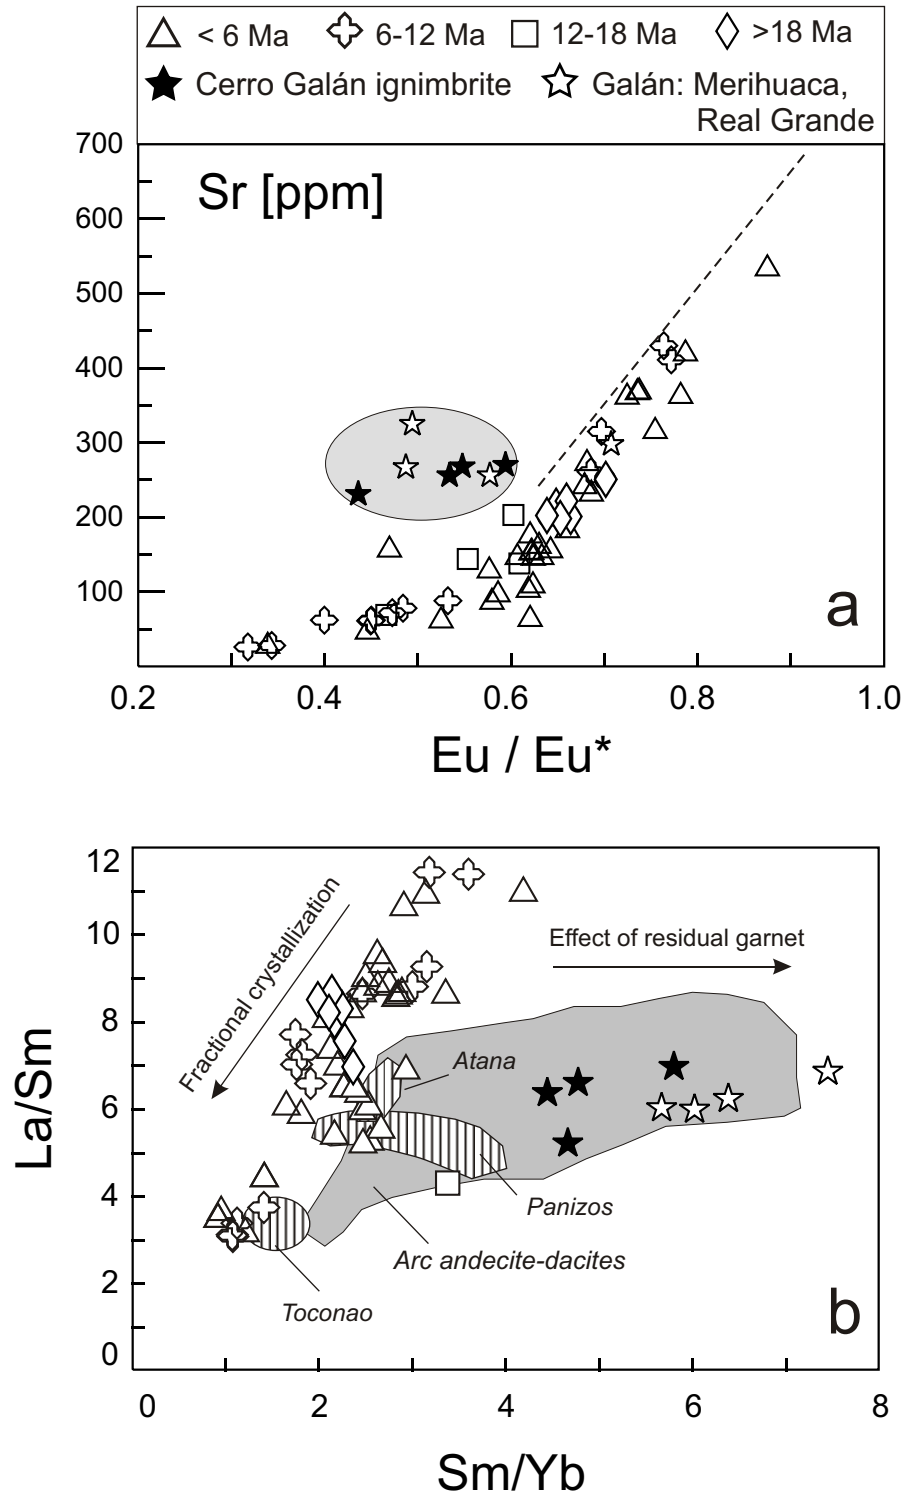 < 6 Ma 6-12 Ma 12-18 Ma >18 Ma
Cerro Galán ignimbrite Galán: Merihuaca,
Real Grande
700
Sr [ppm]
600
500
400
300
200
100
a
0.2 0.4 0.6 0.8 1.0
Eu / Eu*
12
Fractional crystallization
10
Effect of residual garnet
8
Atana
La/Sm
6
Panizos
4
Arc andecite-dacites
2
Toconao
b
0
0 2 4 6 8
Sm/Yb